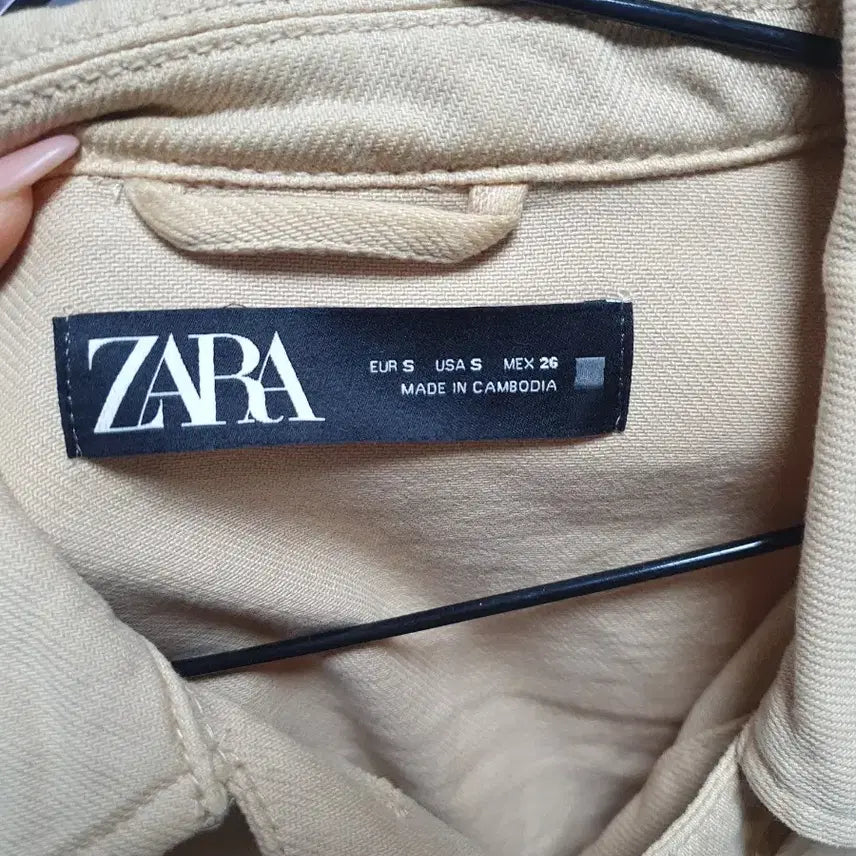 ZARA
EUR S USA S MEX 26
MADE IN CAMBODIA